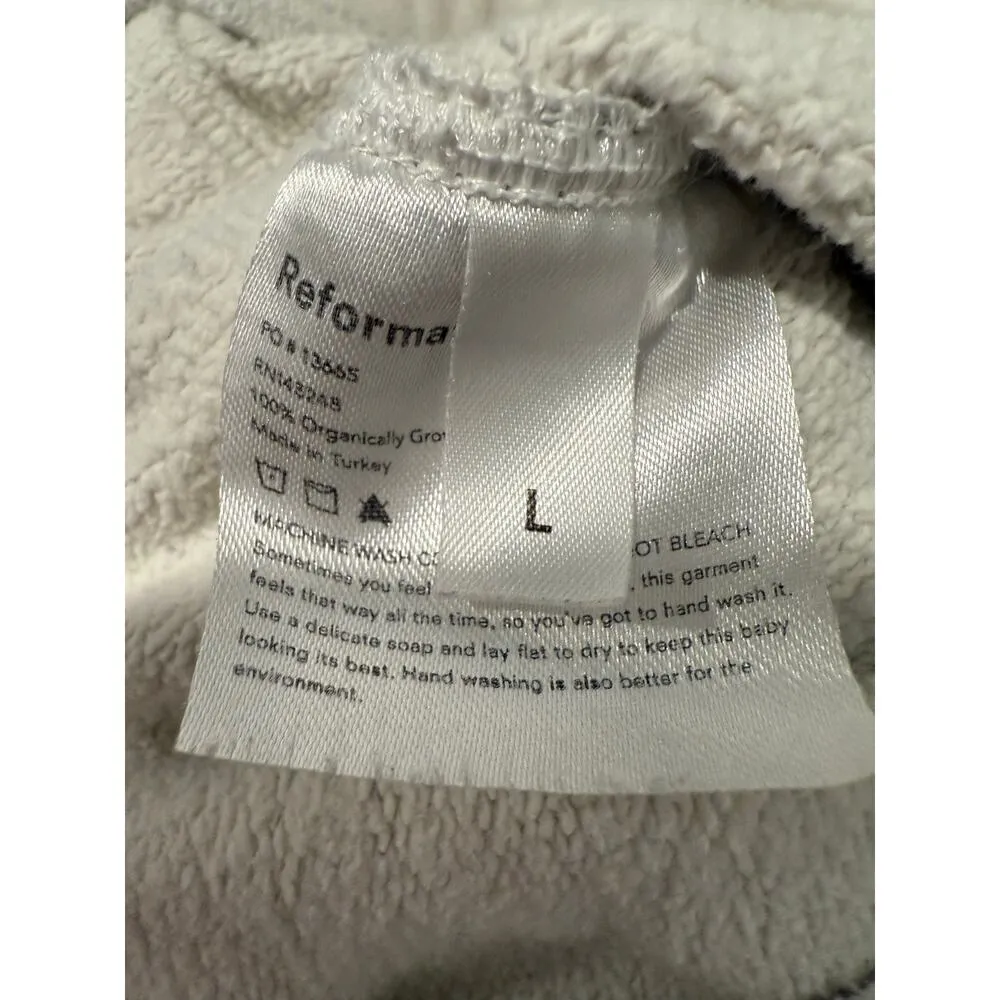 Reforma
PO # 13665
RN143248
100% Organically Gro
Made in Turkey
L
MACHINE WASH C OT BLEACH
Sometimes you feel , this garment
feels that way all the time, so you've got to hand wash it.
Use a delicate soap and lay flat to dry to keep this baby
looking its best. Hand washing is also better for the
environment.